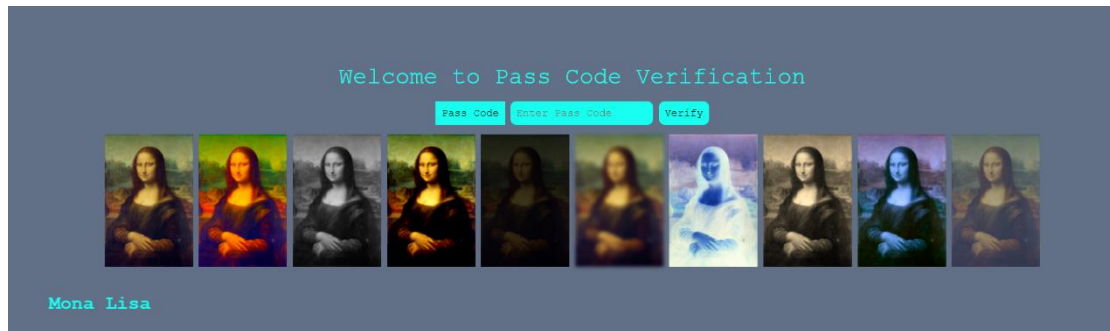 Welcome to Pass Code Verification
Pass Code Enter Pass Code Verify
Mona Lisa